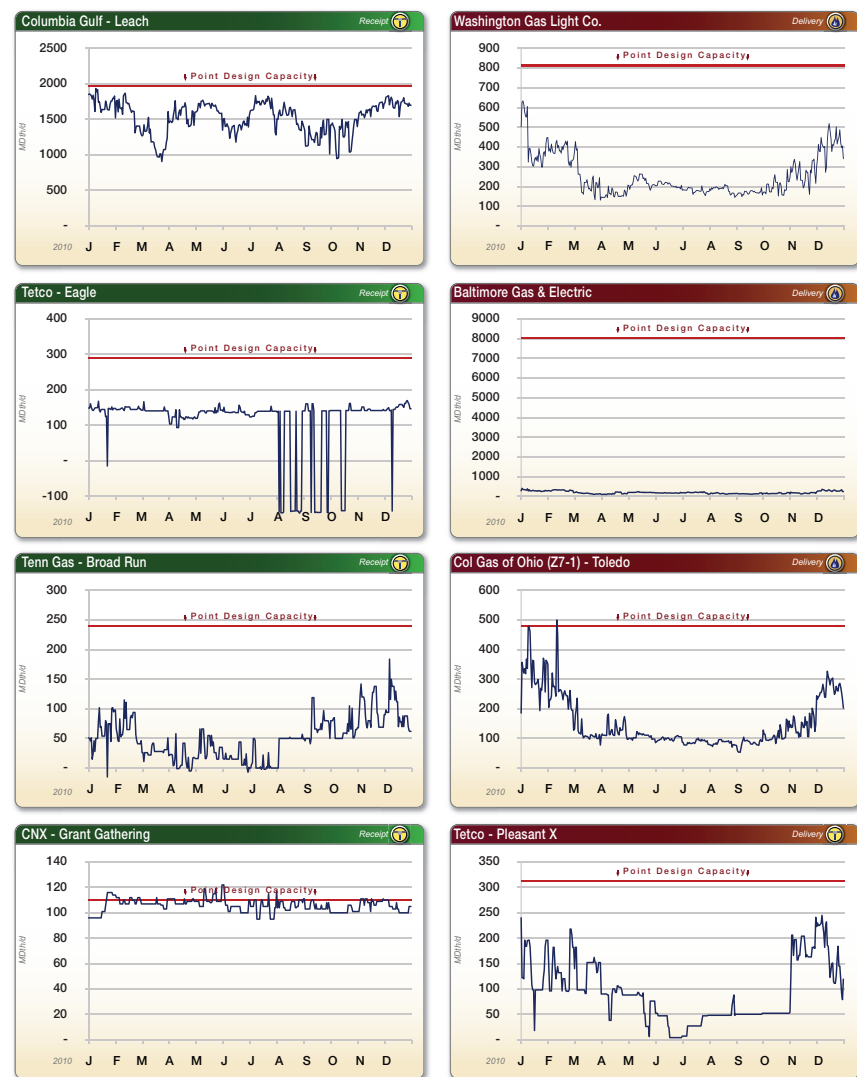 Columbia Gulf - Leach
Receipt
2500
2000
1500
1000
500
-
MDth/d
Point Design Capacity
2010
J F M A M J J A S O N D
Washington Gas Light Co.
Delivery
900
800
700
600
500
400
300
200
100
-
MDth/d
Point Design Capacity
2010
J F M A M J J A S O N D
Tetco - Eagle
Receipt
400
300
200
100
-
-100
MDth/d
Point Design Capacity
2010
J F M A M J J A S O N D
Baltimore Gas & Electric
Delivery
9000
8000
7000
6000
5000
4000
3000
2000
1000
-
MDth/d
Point Design Capacity
2010
J F M A M J J A S O N D
Tenn Gas - Broad Run
Receipt
300
250
200
150
100
50
-
MDth/d
Point Design Capacity
2010
J F M A M J J A S O N D
Col Gas of Ohio (Z7-1) - Toledo
Delivery
600
500
400
300
200
100
-
MDth/d
Point Design Capacity
2010
J F M A M J J A S O N D
CNX - Grant Gathering
Receipt
140
120
100
80
60
40
20
-
MDth/d
Point Design Capacity
2010
J F M A M J J A S O N D
Tetco - Pleasant X
Delivery
350
300
250
200
150
100
50
-
MDth/d
Point Design Capacity
2010
J F M A M J J A S O N D